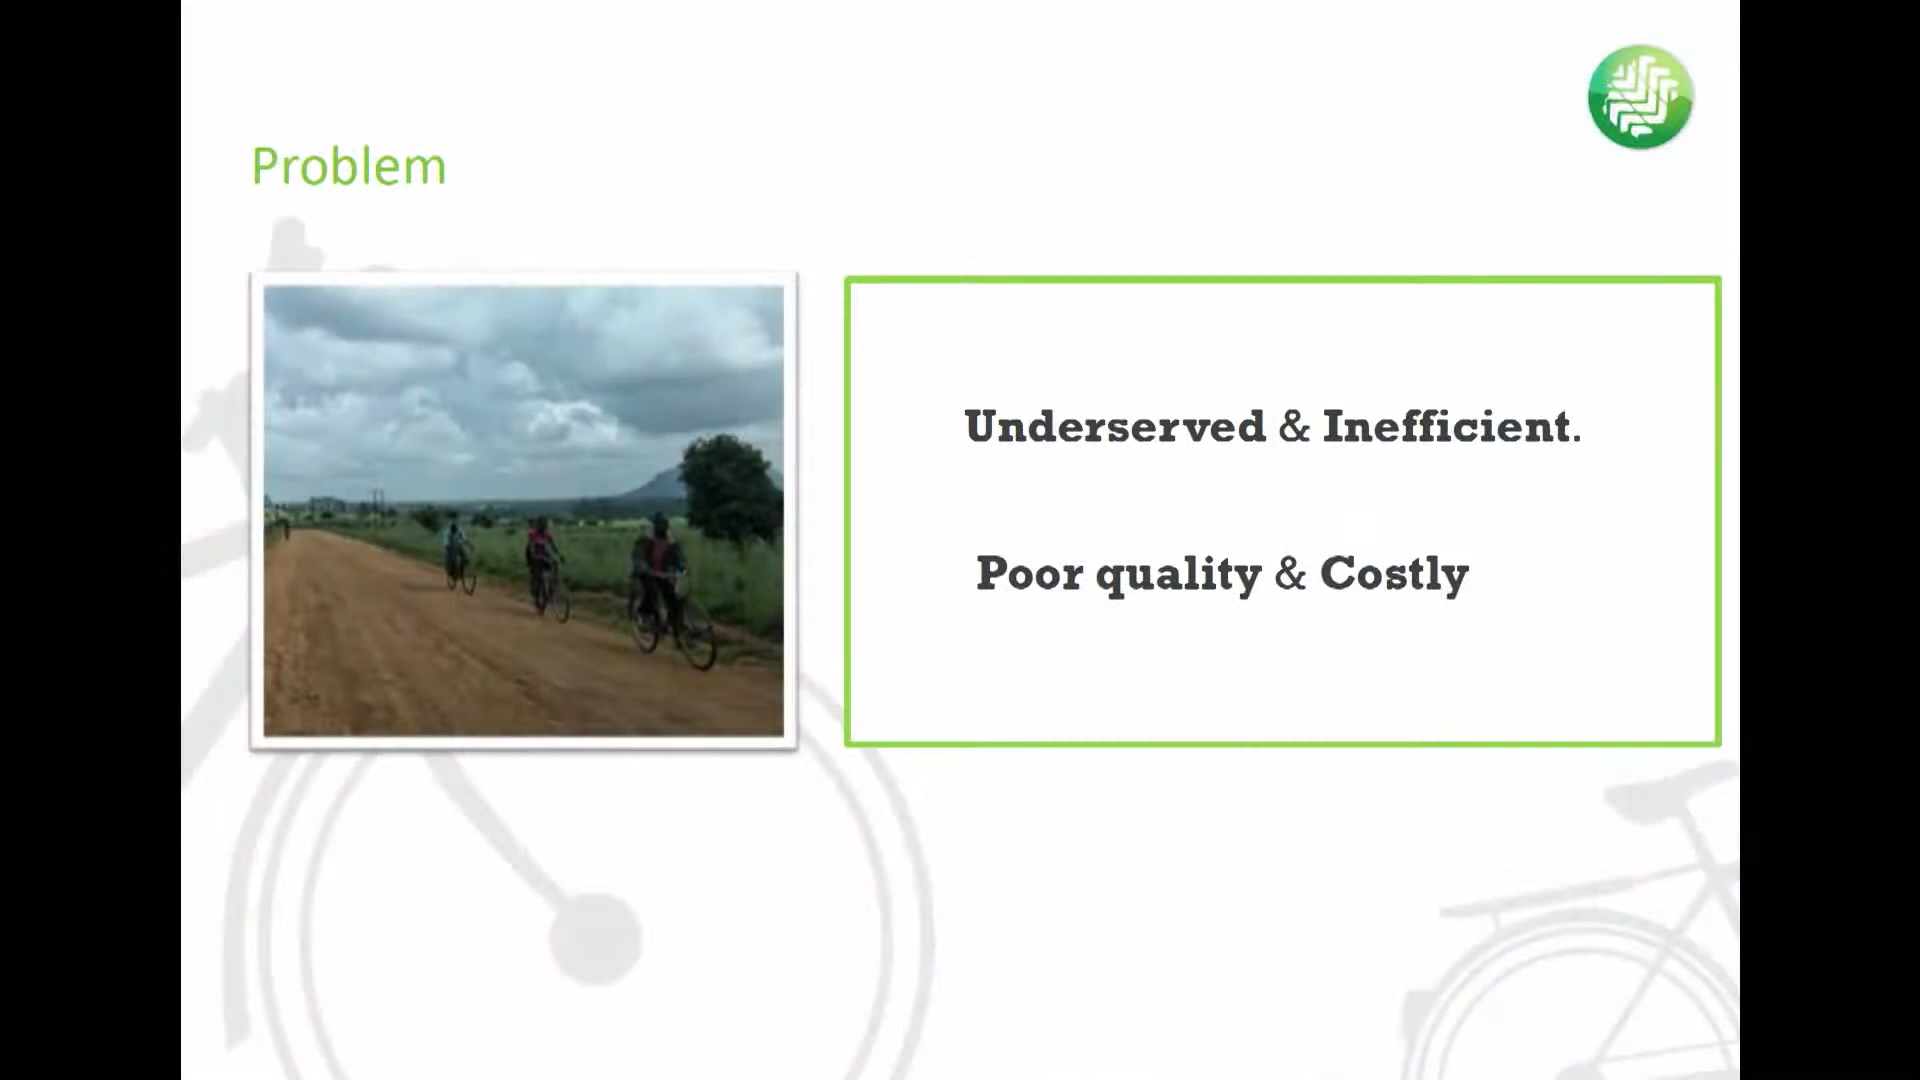 Problem
Underserved & Inefficient.
Poor quality & Costly